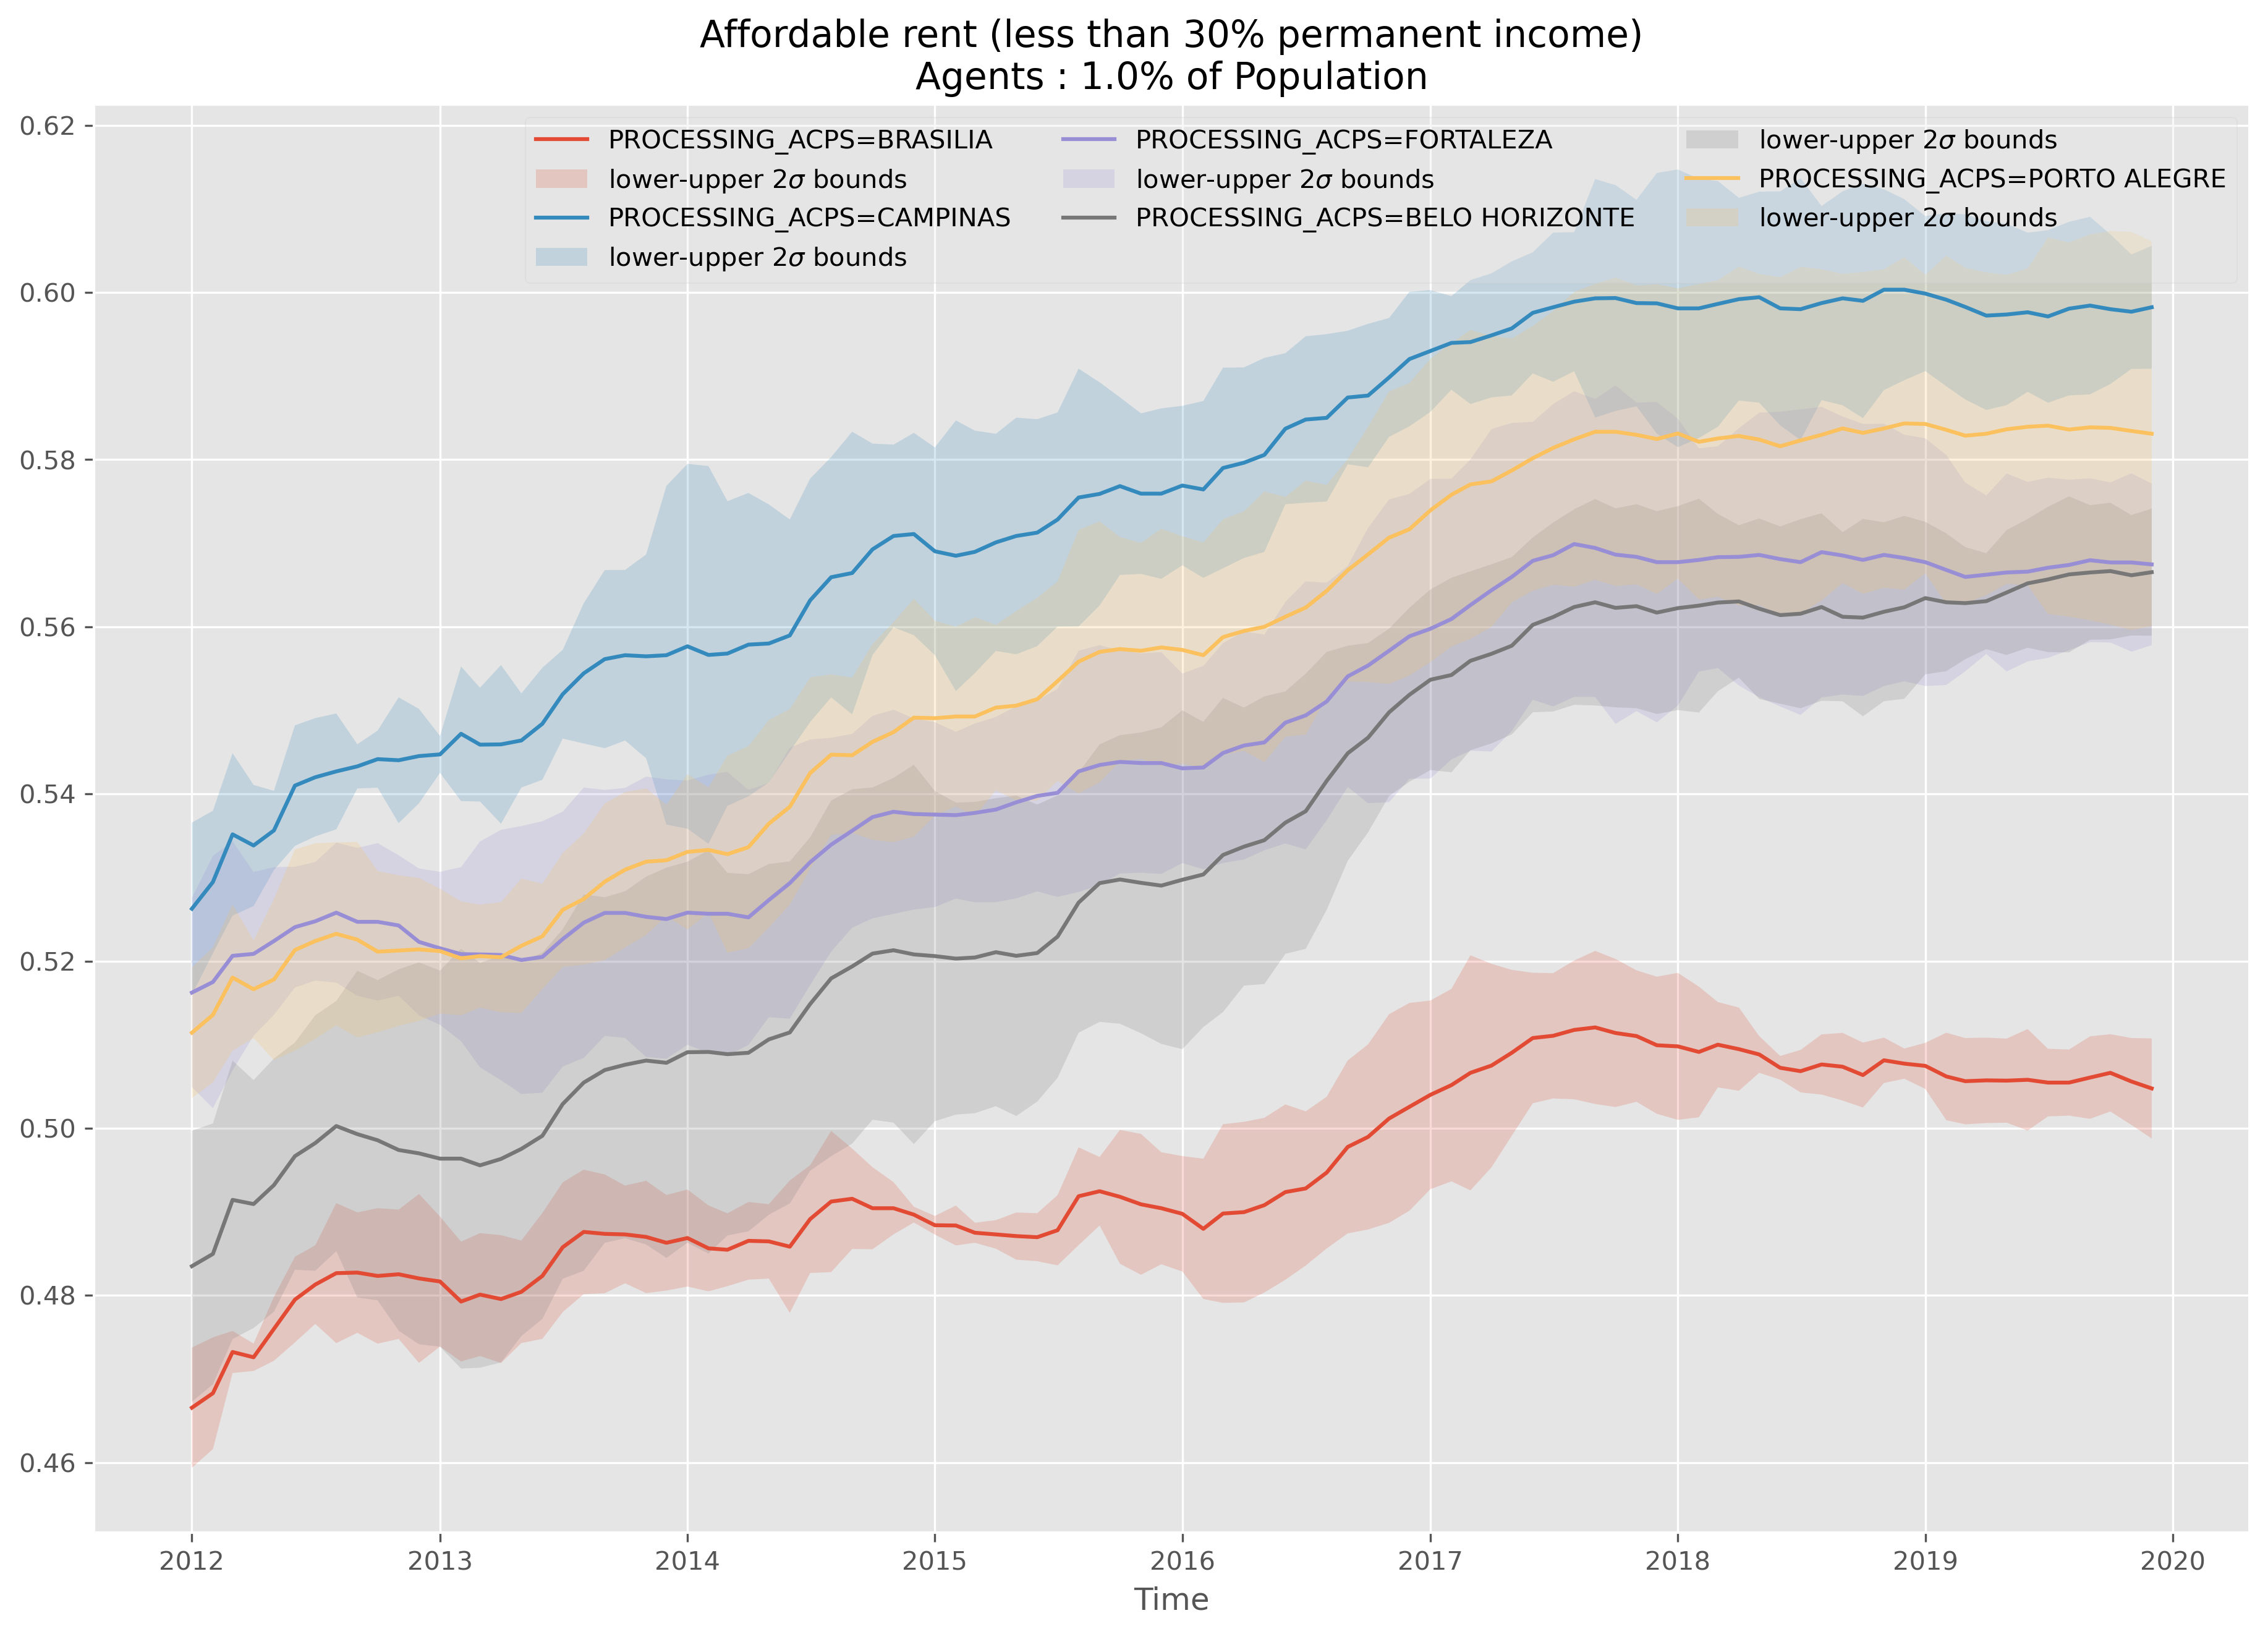 Affordable rent (less than 30% permanent income)
Agents : 1.0% of Population
PROCESSING_ACPS=BRASILIA
lower-upper 2σ bounds
PROCESSING_ACPS=CAMPINAS
lower-upper 2σ bounds
PROCESSING_ACPS=FORTALEZA
lower-upper 2σ bounds
PROCESSING_ACPS=BELO HORIZONTE
lower-upper 2σ bounds
PROCESSING_ACPS=PORTO ALEGRE
lower-upper 2σ bounds
0.62
0.60
0.58
0.56
0.54
0.52
0.50
0.48
0.46
2012 2013 2014 2015 2016 2017 2018 2019 2020
Time